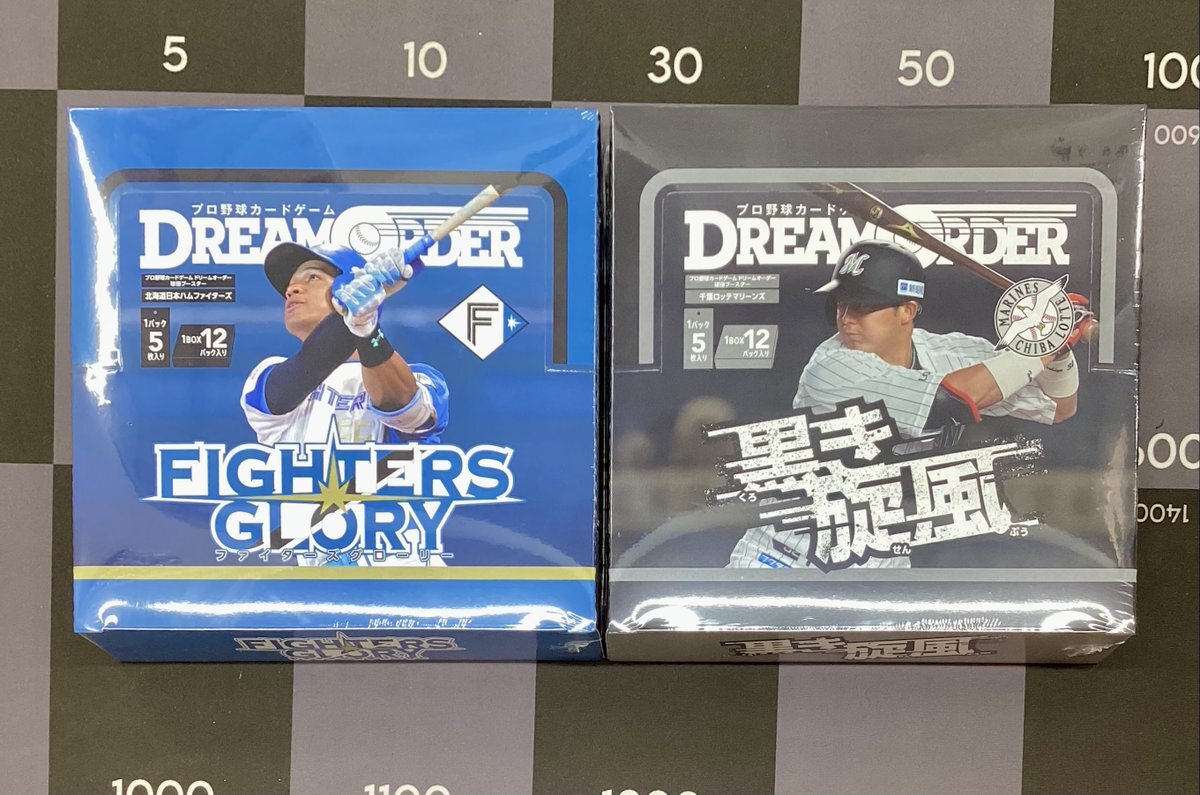 5
10
30
50
100
009
プロ野球カードゲーム
DREAM ORDER
プロ野球カードゲーム ドリームオーダー
球団ブースター
北海道日本ハムファイターズ
1パック
5
枚入り
1BOX 12
パック入り
F
FIGHTERS
FIGHTERS
GLORY
ファイターズグローリー
FIGHTERS
GLORY
プロ野球カードゲ
DREAM ORDER
プロ野球カードゲーム ドリームオーダー
球団ブースター
千葉ロッテマリーンズ
1パック
5
枚入り
1BOX 12
パック入り
M
MARINES
CHIBA LOTTE
黒き
くろ
旋風
せん
ぷう
黒き旋風
1400
1000
1100